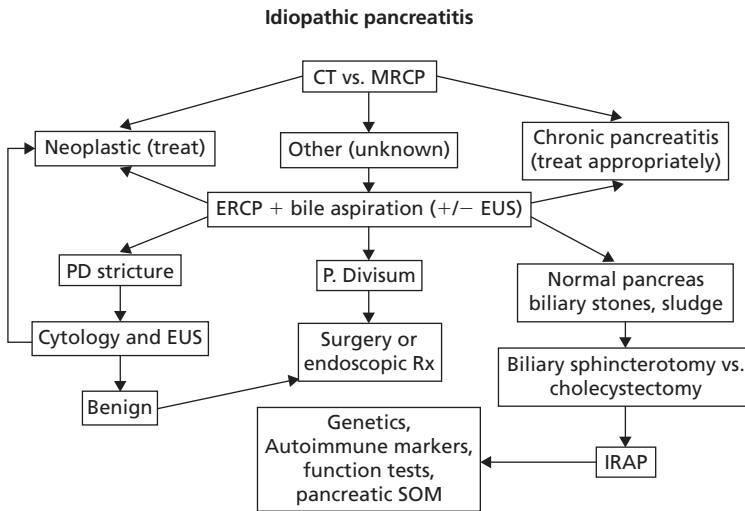 Idiopathic pancreatitis
CT vs. MRCP
Neoplastic (treat)
Other (unknown)
Chronic pancreatitis
(treat appropriately)
ERCP + bile aspiration (+/− EUS)
PD stricture
P. Divisum
Normal pancreas
biliary stones, sludge
Cytology and EUS
Surgery or
endoscopic Rx
Biliary sphincterotomy vs.
cholecystectomy
Benign
Genetics,
Autoimmune markers,
function tests,
pancreatic SOM
IRAP